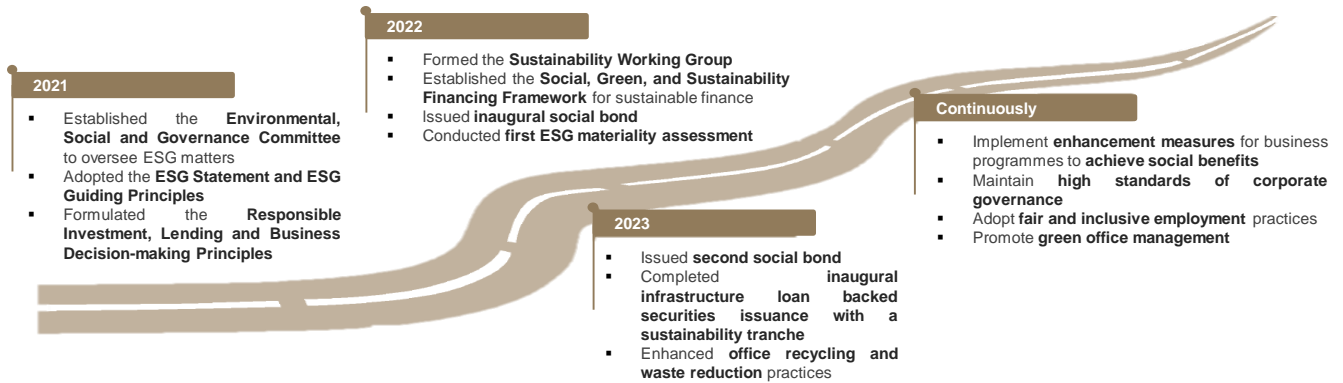 2021
▪ Established the Environmental,
Social and Governance Committee
to oversee ESG matters
▪ Adopted the ESG Statement and ESG
Guiding Principles
▪ Formulated the Responsible
Investment, Lending and Business
Decision-making Principles
2022
▪ Formed the Sustainability Working Group
▪ Established the Social, Green, and Sustainability
Financing Framework for sustainable finance
▪ Issued inaugural social bond
▪ Conducted first ESG materiality assessment
2023
▪ Issued second social bond
▪ Completed inaugural
infrastructure loan backed
securities issuance with a
sustainability tranche
▪ Enhanced office recycling and
waste reduction practices
Continuously
▪ Implement enhancement measures for business
programmes to achieve social benefits
▪ Maintain high standards of corporate
governance
▪ Adopt fair and inclusive employment practices
▪ Promote green office management